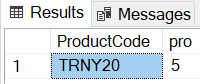 Results Messages
ProductCode pro
1 TRNY20 5